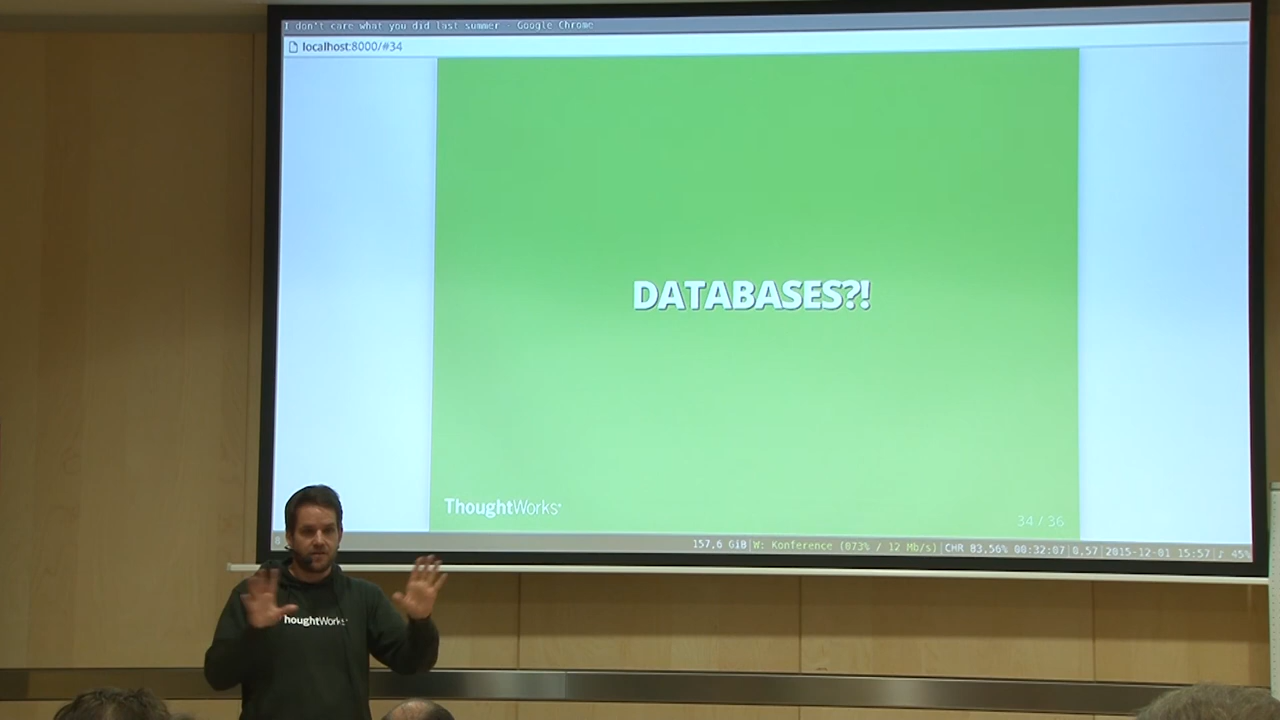 I don't care what you did last summer - Google Chrome
localhost:8000/#34
DATABASES?!
ThoughtWorks
34 / 36
157,6 GiB|W: Konference (073% / 12 Mb/s)|CHR 83.56% 00:32:07|0,57|2015-12-01 15:57|♪ 45%
houghtWorks